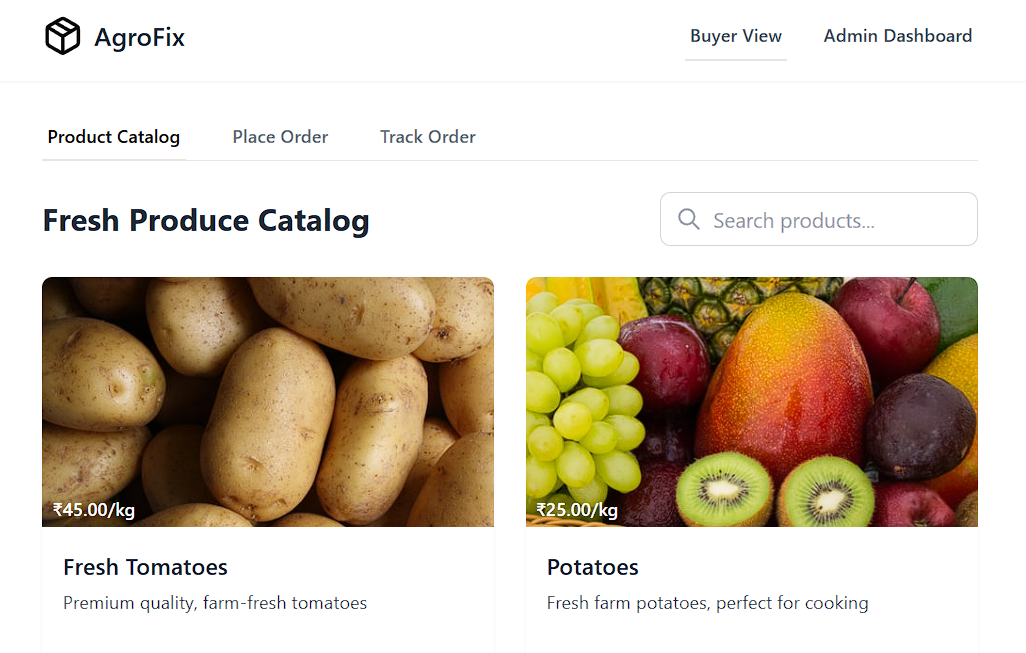 AgroFix
Buyer View
Admin Dashboard
Product Catalog
Place Order
Track Order
Fresh Produce Catalog
Search products...
₹45.00/kg
₹25.00/kg
Fresh Tomatoes
Premium quality, farm-fresh tomatoes
Potatoes
Fresh farm potatoes, perfect for cooking